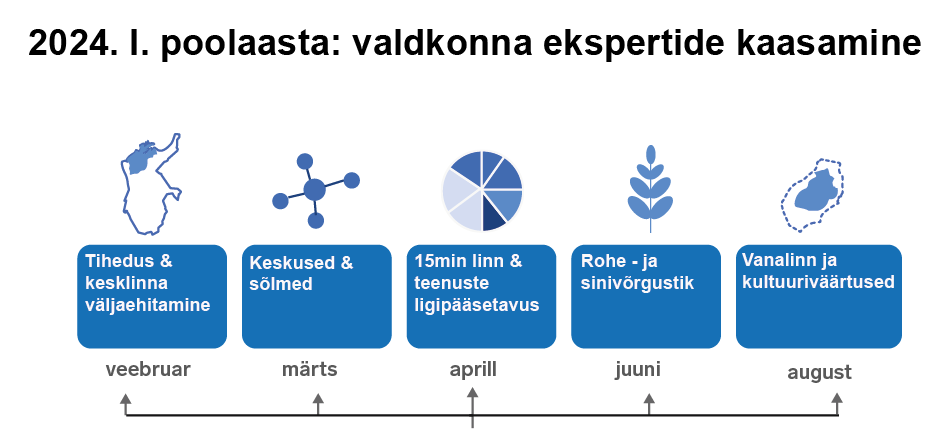 2024. I. poolaasta: valdkonna ekspertide kaasamine
Tihedus &
kesklinna
väljaehitamine
Keskused &
sõlmed
15min linn &
teenuste
ligipääsetavus
Rohe - ja
sinivõrgustik
Vanalinn ja
kultuuriväärtused
veebruar
märts
aprill
juuni
august